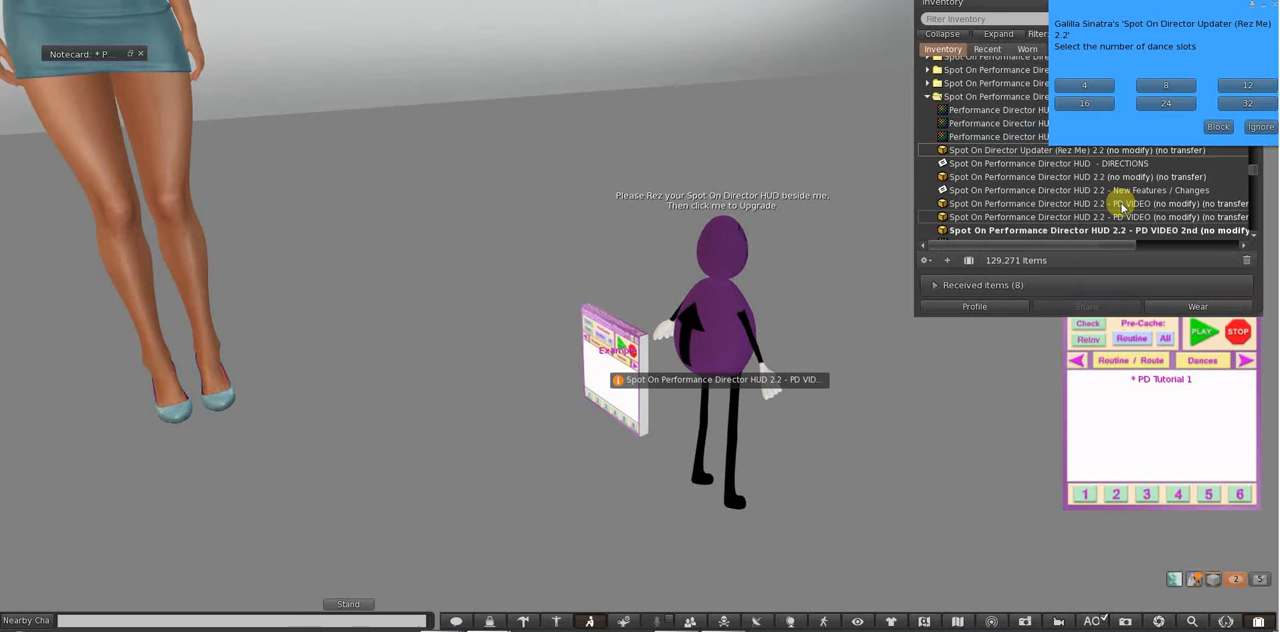 Inventory
Galilla Sinatra's 'Spot On Director Updater (Rez Me) 2.2'
Select the number of dance slots
4
8
12
16
24
32
Block
Ignore
Notecard: * P...
Filter Inventory
Collapse
Expand
Filter:
Inventory
Recent
Worn
Spot On Performance Dire
Spot On Performance Dire
Spot On Performance Dire
Spot On Performance Dire
Performance Director HU
Performance Director HU
Performance Director HU
Spot On Director Updater (Rez Me) 2.2 (no modify) (no transfer)
Spot On Performance Director HUD - DIRECTIONS
Spot On Performance Director HUD 2.2 (no modify) (no transfer)
Spot On Performance Director HUD 2.2 - New Features / Changes
Spot On Performance Director HUD 2.2 - PD VIDEO (no modify) (no transfer
Spot On Performance Director HUD 2.2 - PD VIDEO (no modify) (no transfer
Spot On Performance Director HUD 2.2 - PD VIDEO 2nd (no modify
129,271 Items
Received items (8)
Profile
Share
Wear
Please Rez your Spot On Director HUD beside me.
Then click me to Upgrade
Spot On Performance Director HUD 2.2 - PD VID...
Check
Pre-Cache:
PLAY
STOP
ReInv
Routine
All
Routine / Route
Dances
* PD Tutorial 1
1 2 3 4 5 6
2
5
Stand
Nearby Cha
AO